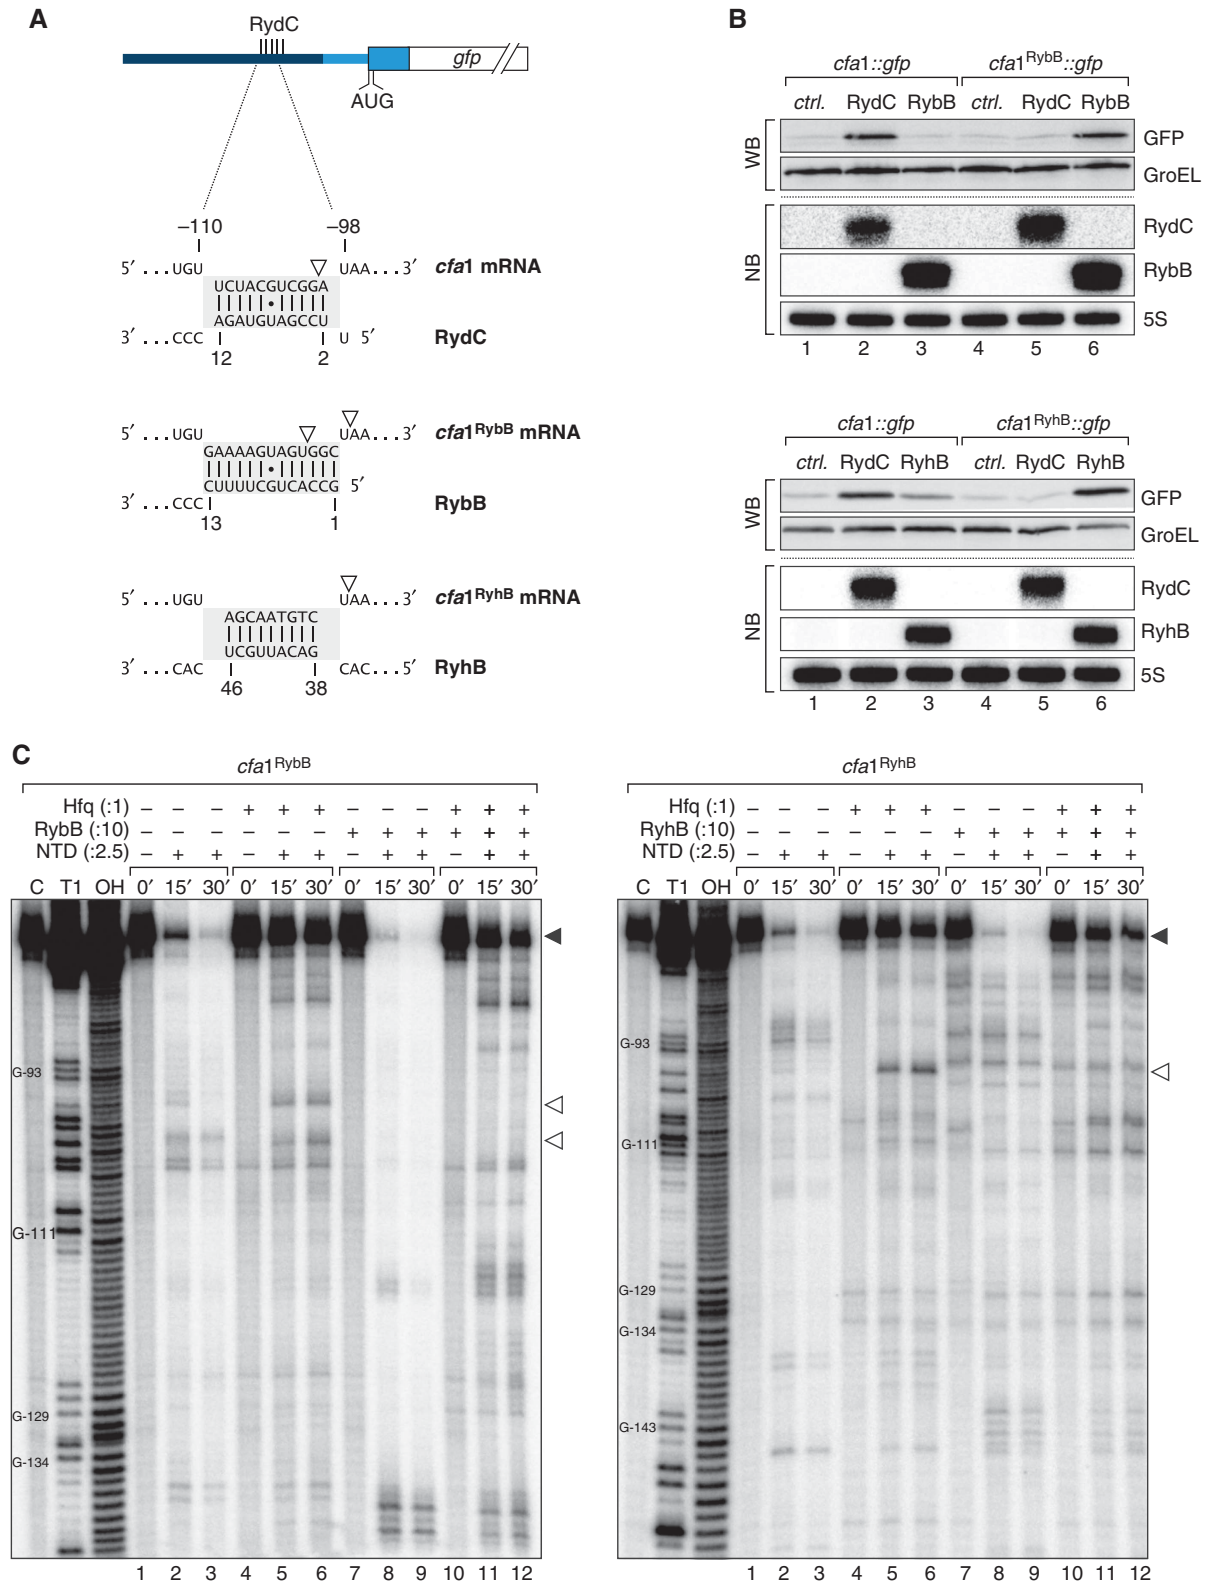 A
RydC
gfp
AUG
–110 –98
5′ ...UGU UAA...3′ cfa1 mRNA
UCUACGUCGGA
AGAUGUAGCCU
3′ ...CCC U 5′ RydC
12 2
5′ ...UGU UAA...3′ cfa1RybB mRNA
GAAAAGUAGUGGC
CUUUUCGUCACCG 5′
3′ ...CCC RybB
13 1
5′ ...UGU UAA...3′ cfa1RyhB mRNA
AGCAATGTC
UCGUUACAG
3′ ...CAC CAC...5′ RyhB
46 38
B
cfa1::gfp cfa1RybB::gfp
ctrl. RydC RybB ctrl. RydC RybB
WB
GFP
GroEL
NB
RydC
RybB
5S
1 2 3 4 5 6
cfa1::gfp cfa1RyhB::gfp
ctrl. RydC RyhB ctrl. RydC RyhB
WB
GFP
GroEL
NB
RydC
RyhB
5S
1 2 3 4 5 6
C
cfa1RybB
Hfq (:1) – – – + + + – – – + + +
RybB (:10) – – – – – – + + + + + +
NTD (:2.5) – + + – + + – + + – + +
C T1 OH 0′ 15′ 30′ 0′ 15′ 30′ 0′ 15′ 30′ 0′ 15′ 30′
G-93
G-111
G-129
G-134
1 2 3 4 5 6 7 8 9 10 11 12
cfa1RyhB
Hfq (:1) – – – + + + – – – + + +
RyhB (:10) – – – – – – + + + + + +
NTD (:2.5) – + + – + + – + + – + +
C T1 OH 0′ 15′ 30′ 0′ 15′ 30′ 0′ 15′ 30′ 0′ 15′ 30′
G-93
G-111
G-129
G-134
G-143
1 2 3 4 5 6 7 8 9 10 11 12